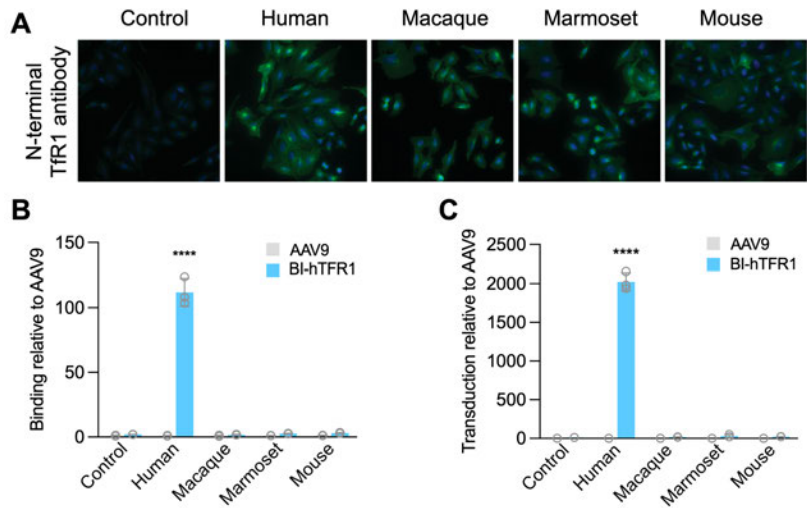 A
Control Human Macaque Marmoset Mouse
N-terminal
TfR1 antibody
B
Binding relative to AAV9
150
100
50
0
****
AAV9
BI-hTFR1
Control
Human
Macaque
Marmoset
Mouse
C
Transduction relative to AAV9
2500
2000
1500
1000
500
0
****
AAV9
BI-hTFR1
Control
Human
Macaque
Marmoset
Mouse